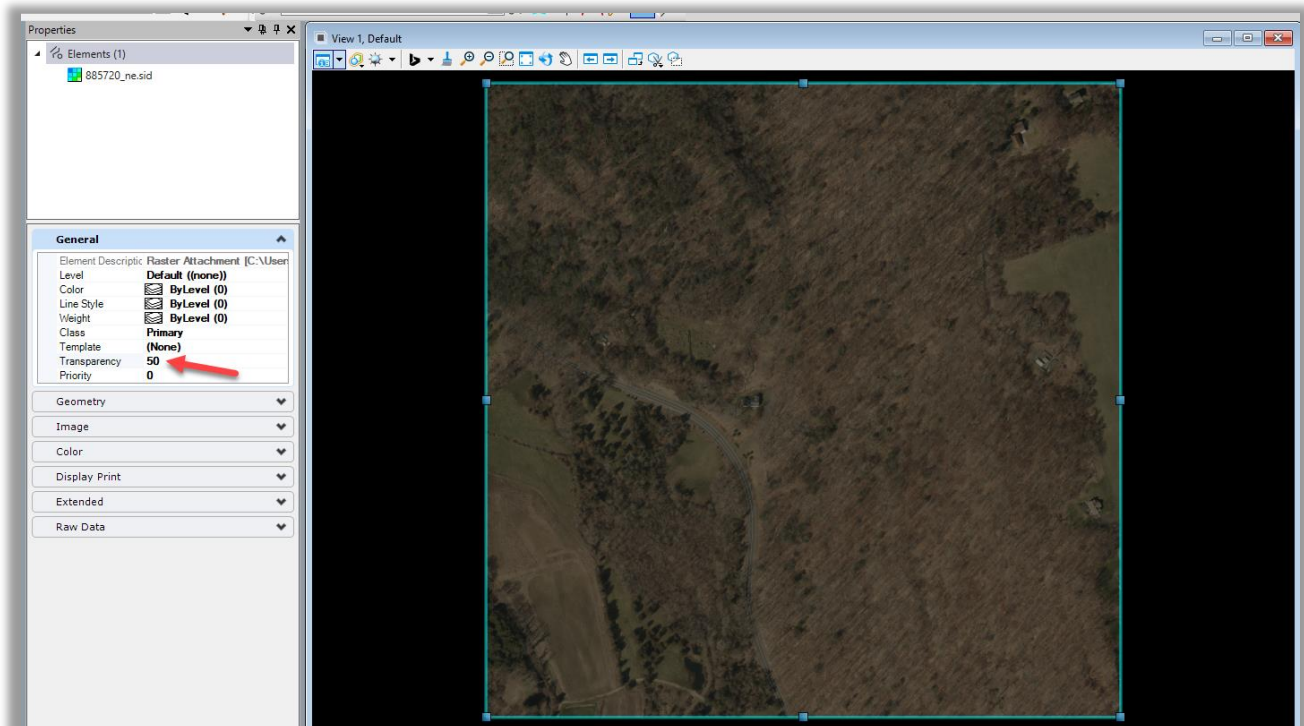 Properties
Elements (1)
885720_ne.sid
General
Element Descriptic Raster Attachment [C:\User
Level Default ((none))
Color ByLevel (0)
Line Style ByLevel (0)
Weight ByLevel (0)
Class Primary
Template (None)
Transparency 50
Priority 0
Geometry
Image
Color
Display Print
Extended
Raw Data
View 1, Default